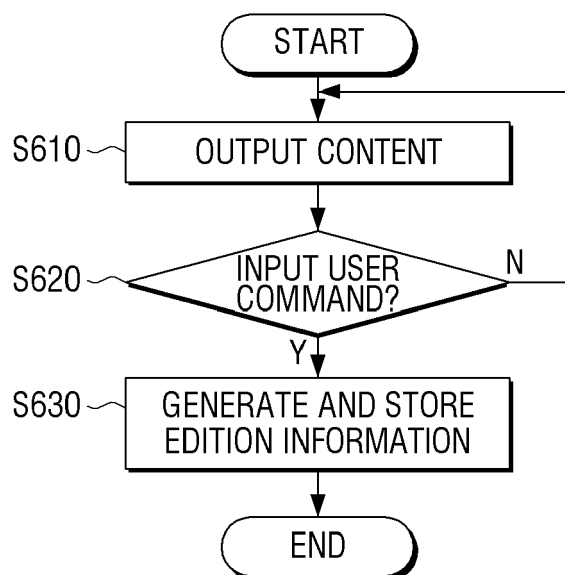 START
S610
OUTPUT CONTENT
S620
INPUT USER
COMMAND?
N
Y
S630
GENERATE AND STORE
EDITION INFORMATION
END